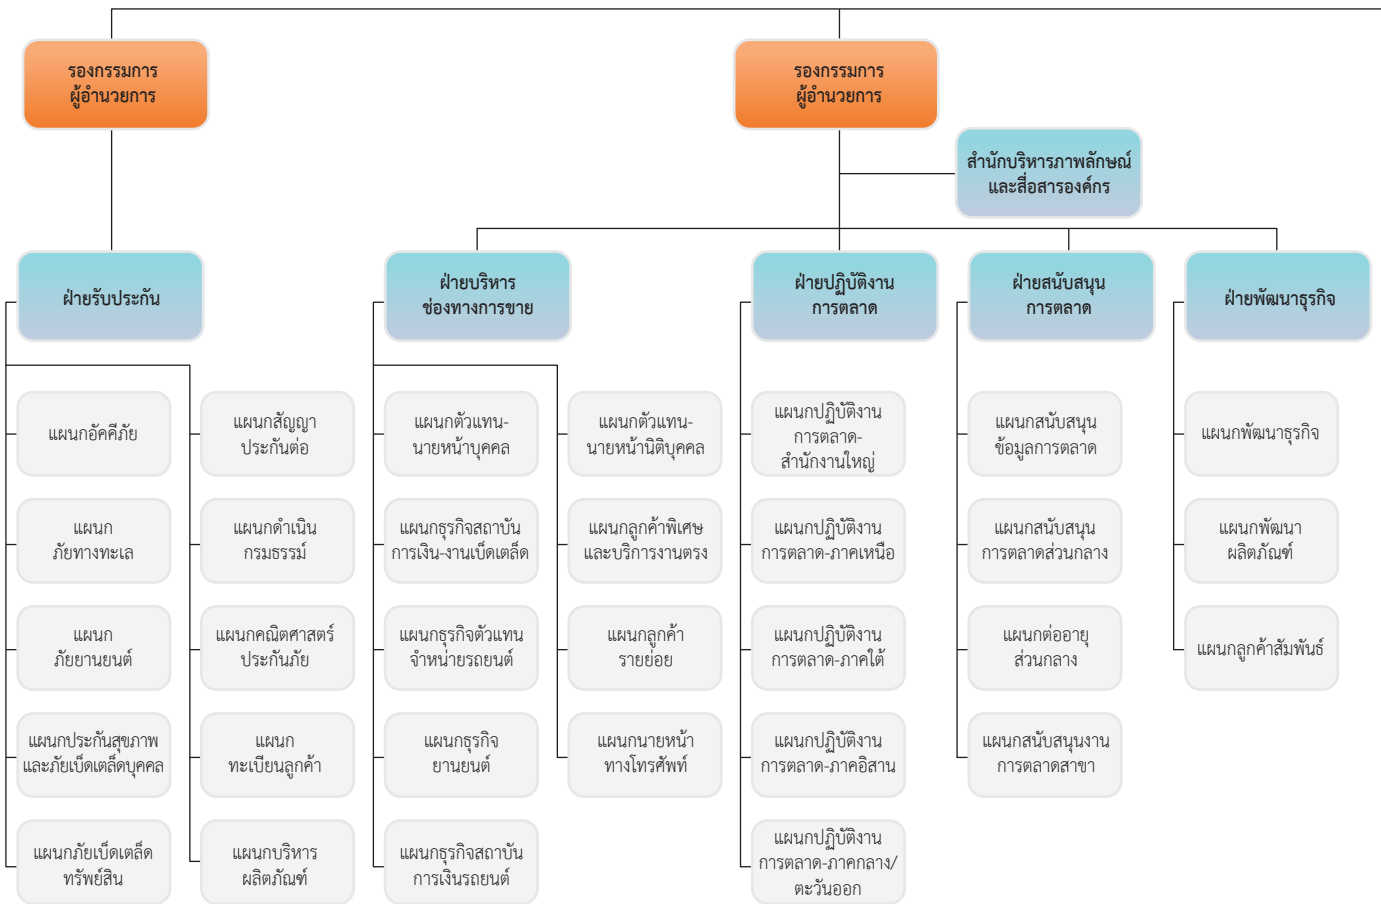 รองกรรมการ
ผู้อำนวยการ
รองกรรมการ
ผู้อำนวยการ
สำนักบริหารภาพลักษณ์
และสื่อสารองค์กร
ฝ่ายรับประกัน
ฝ่ายบริหาร
ช่องทางการขาย
ฝ่ายปฏิบัติงาน
การตลาด
ฝ่ายสนับสนุน
การตลาด
ฝ่ายพัฒนาธุรกิจ
แผนกอัคคีภัย
แผนก
ภัยทางทะเล
แผนก
ภัยยานยนต์
แผนกประกันสุขภาพ
และภัยเบ็ดเตล็ดบุคคล
แผนกภัยเบ็ดเตล็ด
ทรัพย์สิน
แผนกสัญญา
ประกันต่อ
แผนกดำเนิน
กรมธรรม์
แผนกคณิตศาสตร์
ประกันภัย
แผนก
ทะเบียนลูกค้า
แผนกบริหาร
ผลิตภัณฑ์
แผนกตัวแทน-
นายหน้าบุคคล
แผนกธุรกิจสถาบัน
การเงิน-งานเบ็ดเตล็ด
แผนกธุรกิจตัวแทน
จำหน่ายรถยนต์
แผนกธุรกิจ
ยานยนต์
แผนกธุรกิจสถาบัน
การเงินรถยนต์
แผนกตัวแทน-
นายหน้านิติบุคคล
แผนกลูกค้าพิเศษ
และบริการงานตรง
แผนกลูกค้า
รายย่อย
แผนกนายหน้า
ทางโทรศัพท์
แผนกปฏิบัติงาน
การตลาด-
สำนักงานใหญ่
แผนกปฏิบัติงาน
การตลาด-ภาคเหนือ
แผนกปฏิบัติงาน
การตลาด-ภาคใต้
แผนกปฏิบัติงาน
การตลาด-ภาคอิสาน
แผนกปฏิบัติงาน
การตลาด-ภาคกลาง/
ตะวันออก
แผนกสนับสนุน
ข้อมูลการตลาด
แผนกสนับสนุน
การตลาดส่วนกลาง
แผนกต่ออายุ
ส่วนกลาง
แผนกสนับสนุนงาน
การตลาดสาขา
แผนกพัฒนาธุรกิจ
แผนกพัฒนา
ผลิตภัณฑ์
แผนกลูกค้าสัมพันธ์